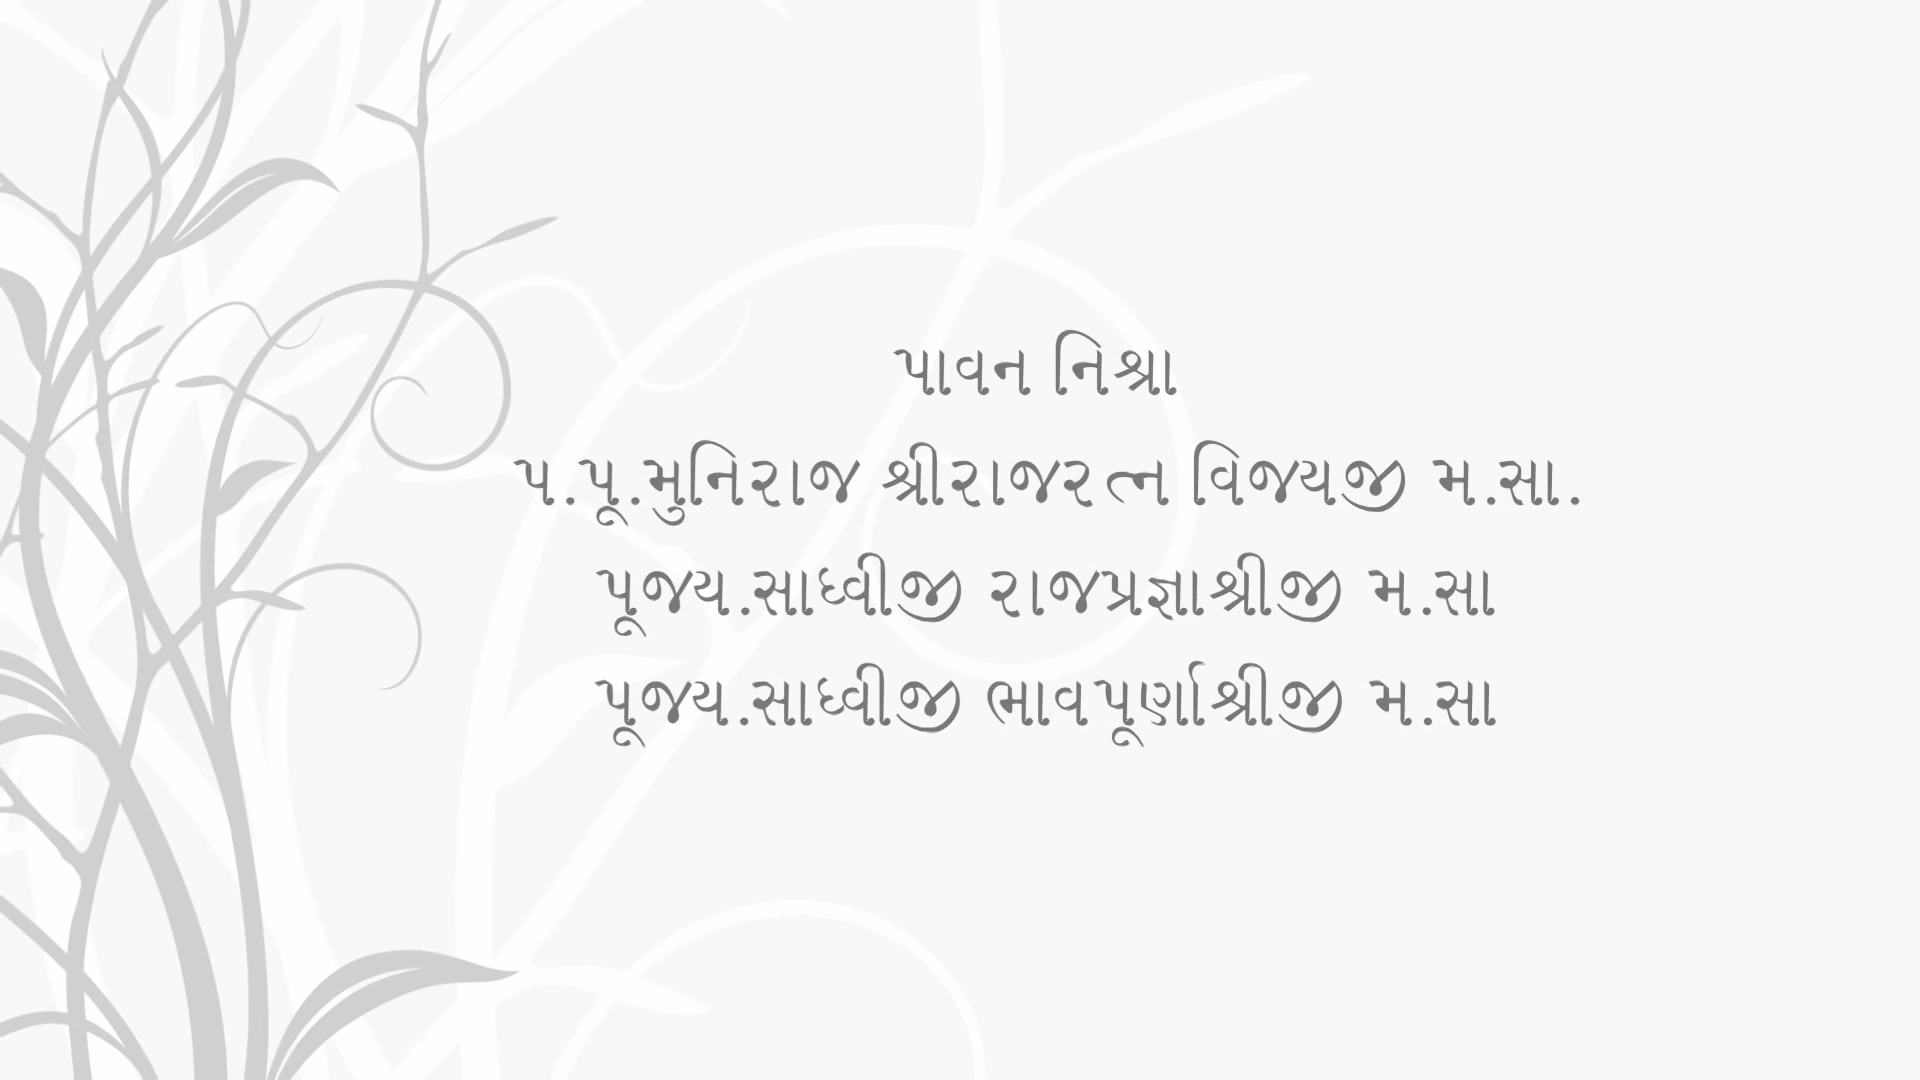 પાવન નિશ્રા
પ.પૂ.મુનિરાજ શ્રીરાજરત્ન વિજયજી મ.સા.
પૂજય.સાધ્વીજી રાજપ્રજ્ઞાશ્રીજી મ.સા
પૂજય.સાધ્વીજી ભાવપૂર્ણાશ્રીજી મ.સા